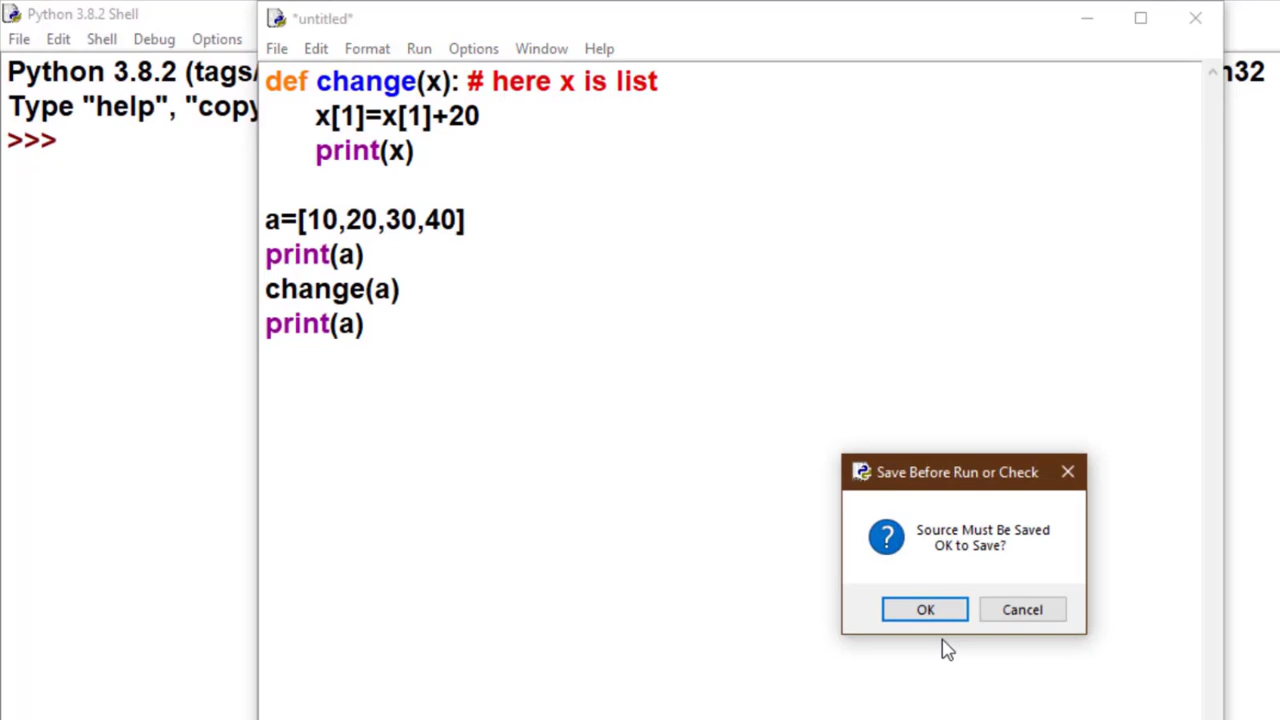 Python 3.8.2 Shell
File Edit Shell Debug Options
Python 3.8.2 (tags/
Type "help", "copy
>>>
n32
*untitled*
File Edit Format Run Options Window Help
def change(x): # here x is list
x[1]=x[1]+20
print(x)
a=[10,20,30,40]
print(a)
change(a)
print(a)
Save Before Run or Check
Source Must Be Saved
OK to Save?
OK Cancel